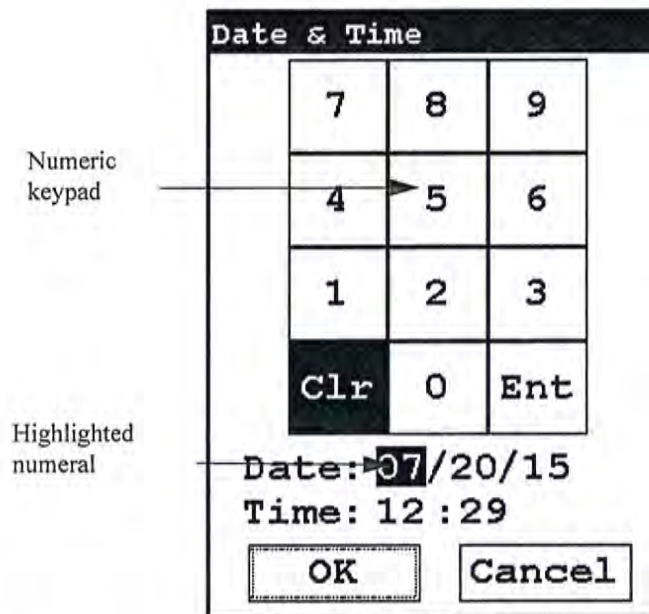 Date & Time
7 8 9
Numeric
keypad
4 5 6
1 2 3
Clr 0 Ent
Highlighted
numeral
Date: 07/20/15
Time: 12:29
OK Cancel